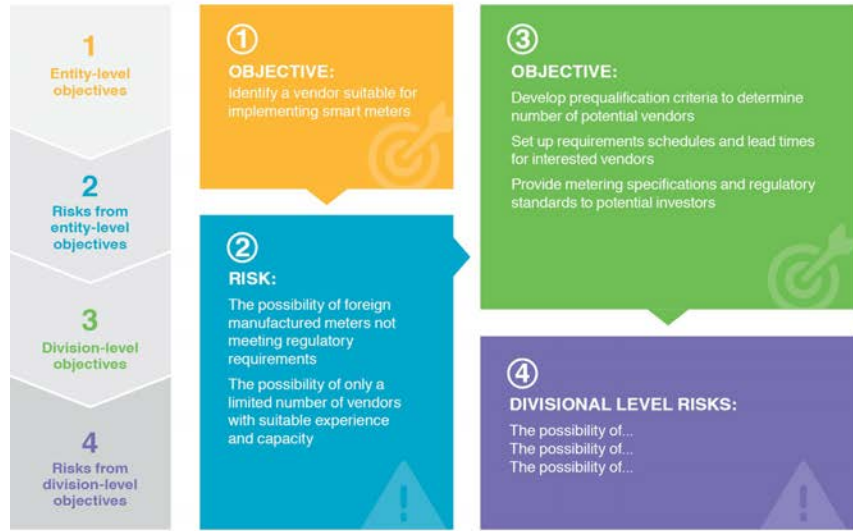 1
Entity-level
objectives
2
Risks from
entity-level
objectives
3
Division-level
objectives
4
Risks from
division-level
objectives
1
OBJECTIVE:
Identify a vendor suitable for
implementing smart meters
2
RISK:
The possibility of foreign
manufactured meters not
meeting regulatory
requirements
The possibility of only a
limited number of vendors
with suitable experience
and capacity
3
OBJECTIVE:
Develop prequalification criteria to determine
number of potential vendors
Set up requirements schedules and lead times
for interested vendors
Provide metering specifications and regulatory
standards to potential investors
4
DIVISIONAL LEVEL RISKS:
The possibility of...
The possibility of...
The possibility of...